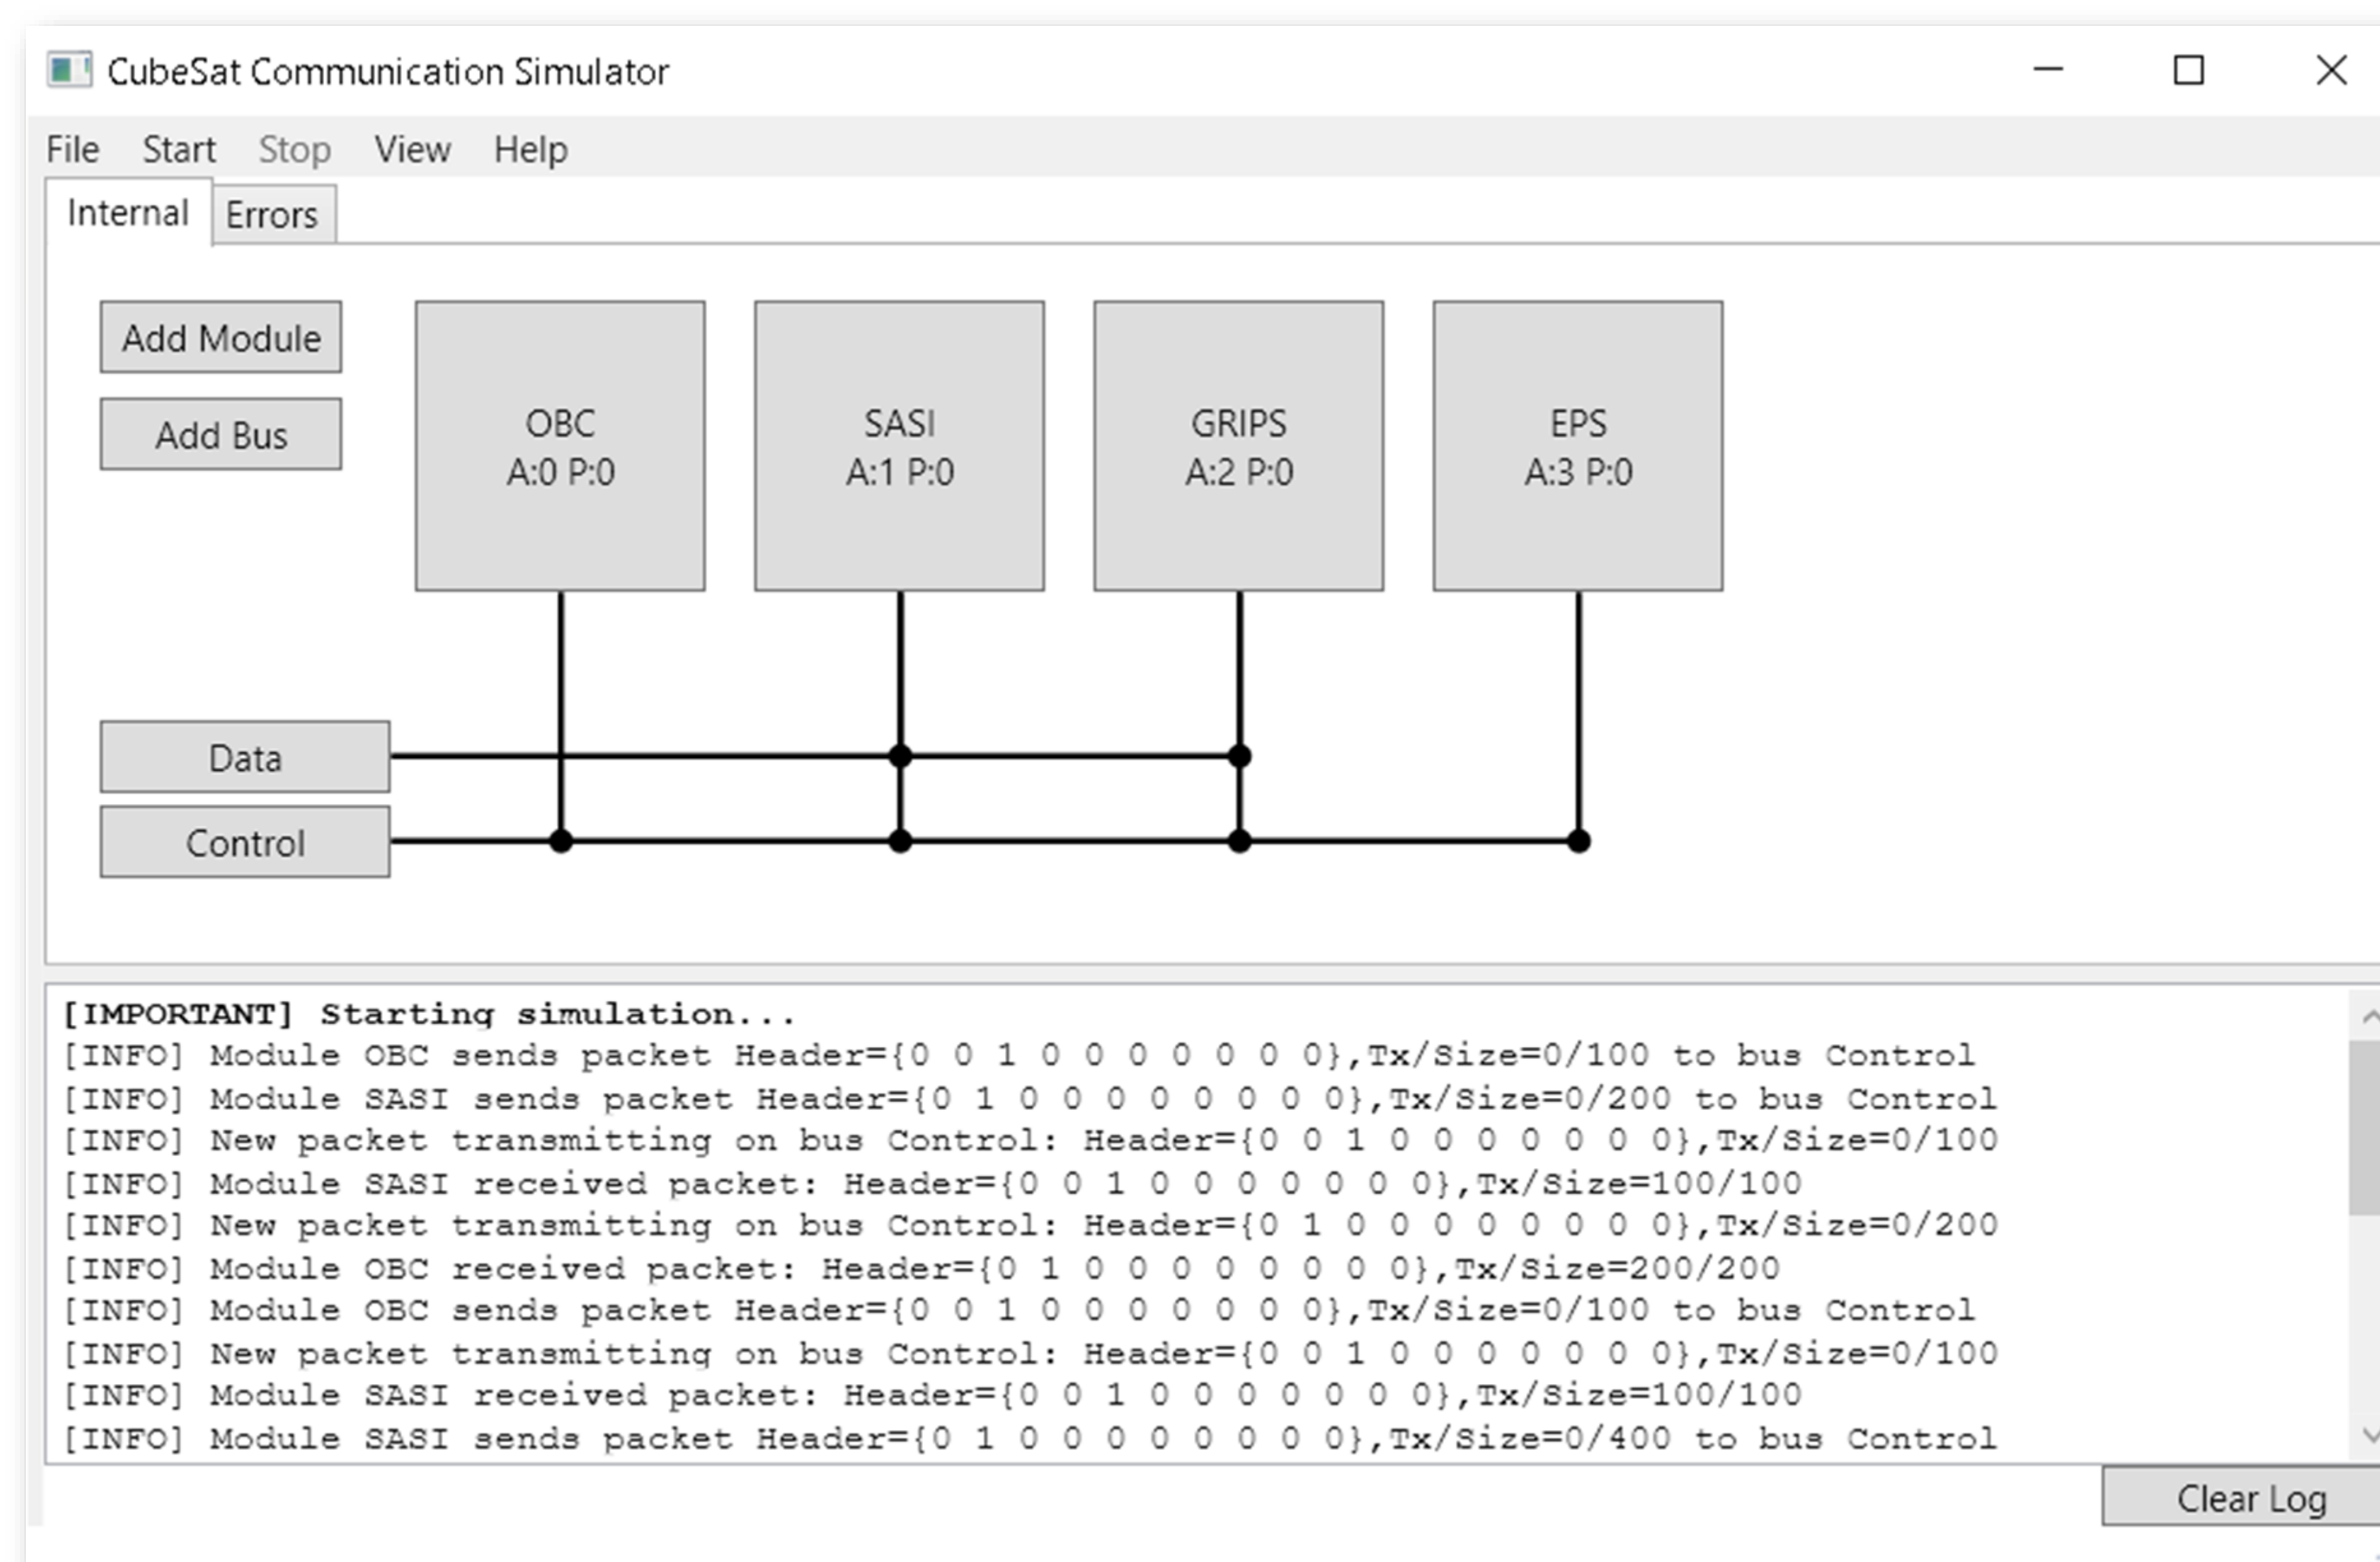 CubeSat Communication Simulator
File Start Stop View Help
Internal Errors
Add Module
Add Bus
OBC
A:0 P:0
SASI
A:1 P:0
GRIPS
A:2 P:0
EPS
A:3 P:0
Data
Control
[IMPORTANT] Starting simulation...
[INFO] Module OBC sends packet Header={0 0 1 0 0 0 0 0 0 0},Tx/Size=0/100 to bus Control
[INFO] Module SASI sends packet Header={0 1 0 0 0 0 0 0 0 0},Tx/Size=0/200 to bus Control
[INFO] New packet transmitting on bus Control: Header={0 0 1 0 0 0 0 0 0 0},Tx/Size=0/100
[INFO] Module SASI received packet: Header={0 0 1 0 0 0 0 0 0 0},Tx/Size=100/100
[INFO] New packet transmitting on bus Control: Header={0 1 0 0 0 0 0 0 0 0},Tx/Size=0/200
[INFO] Module OBC received packet: Header={0 1 0 0 0 0 0 0 0 0},Tx/Size=200/200
[INFO] Module OBC sends packet Header={0 0 1 0 0 0 0 0 0 0},Tx/Size=0/100 to bus Control
[INFO] New packet transmitting on bus Control: Header={0 0 1 0 0 0 0 0 0 0},Tx/Size=0/100
[INFO] Module SASI received packet: Header={0 0 1 0 0 0 0 0 0 0},Tx/Size=100/100
[INFO] Module SASI sends packet Header={0 1 0 0 0 0 0 0 0 0},Tx/Size=0/400 to bus Control
Clear Log